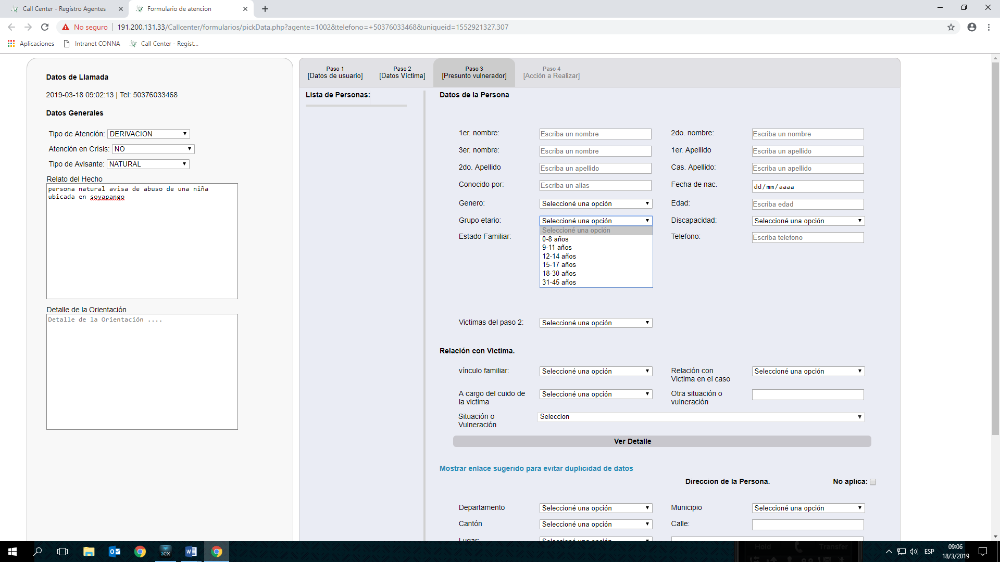 Call Center - Registro Agentes
Formulario de atencion
No seguro
191.200.131.33/Callcenter/formularios/pickData.php?agente=1002&telefono=+50376033468&uniqueid=1552921327.307
Aplicaciones
Intranet CONNA
Call Center - Regist...
Datos de Llamada
2019-03-18 09:02:13 | Tel: 50376033468
Datos Generales
Tipo de Atención: DERIVACION
Atención en Crísis: NO
Tipo de Avisante: NATURAL
Relato del Hecho
persona natural avisa de abuso de una niña
ubicada en soyapango
Detalle de la Orientación
Detalle de la Orientación ....
Paso 1
[Datos de usuario]
Paso 2
[Datos Víctima]
Paso 3
[Presunto vulnerador]
Paso 4
[Acción a Realizar]
Lista de Personas:
Datos de la Persona
1er. nombre: Escriba un nombre 2do. nombre: Escriba un nombre
3er. nombre: Escriba un nombre 1er. Apellido Escriba un apellido
2do. Apellido Escriba un apellido Cas. Apellido: Escriba un apellido
Conocido por: Escriba un alias Fecha de nac. dd/mm/aaaa
Genero: Seleccioné una opción Edad: Escriba edad
Grupo etario: Seleccioné una opción Discapacidad: Seleccioné una opción
Seleccioné una opción
Estado Familiar: 0-8 años Telefono: Escriba telefono
9-11 años
12-14 años
15-17 años
18-30 años
31-45 años
Victimas del paso 2: Seleccioné una opción
Relación con Victima.
vínculo familiar: Seleccioné una opción Relación con
Victima en el caso Seleccioné una opción
A cargo del cuido de
la victima Seleccioné una opción Otra situación o
vulneración
Situación o
Vulneración Seleccion
Ver Detalle
Mostrar enlace sugerido para evitar duplicidad de datos
Direccion de la Persona. No aplica:
Departamento Seleccioné una opción Municipio Seleccioné una opción
Cantón Seleccioné una opción Calle:
Lugar: Seleccioné una opción
3CX
Hold Transfer
ESP
09:06
18/3/2019